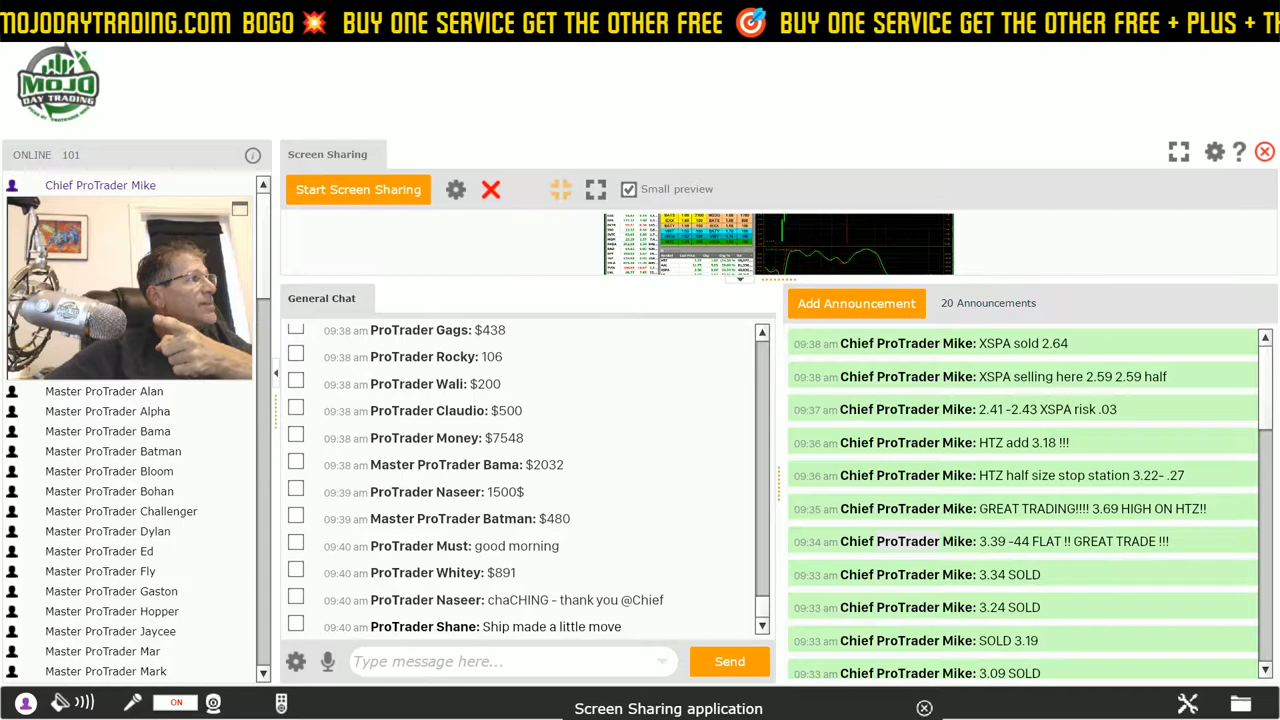 MOJODAYTRADING.COM BOGO 💥 BUY ONE SERVICE GET THE OTHER FREE 🎯 BUY ONE SERVICE GET THE OTHER FREE + PLUS + T
MOJO
DAY TRADING
ONLINE 101
Screen Sharing
Chief ProTrader Mike
Start Screen Sharing
Small preview
General Chat
Add Announcement
20 Announcements
09:38 am ProTrader Gags: $438
09:38 am ProTrader Rocky: 106
09:38 am ProTrader Wali: $200
09:38 am ProTrader Claudio: $500
09:38 am ProTrader Money: $7548
09:38 am Master ProTrader Bama: $2032
09:39 am ProTrader Naseer: 1500$
09:39 am Master ProTrader Batman: $480
09:40 am ProTrader Must: good morning
09:40 am ProTrader Whitey: $891
09:40 am ProTrader Naseer: chaCHING - thank you @Chief
09:40 am ProTrader Shane: Ship made a little move
Type message here...
Send
09:38 am Chief ProTrader Mike: XSPA sold 2.64
09:38 am Chief ProTrader Mike: XSPA selling here 2.59 2.59 half
09:37 am Chief ProTrader Mike: 2.41 -2.43 XSPA risk .03
09:36 am Chief ProTrader Mike: HTZ add 3.18 !!!
09:36 am Chief ProTrader Mike: HTZ half size stop station 3.22- .27
09:35 am Chief ProTrader Mike: GREAT TRADING!!!! 3.69 HIGH ON HTZ!!
09:34 am Chief ProTrader Mike: 3.39 -44 FLAT !! GREAT TRADE !!!
09:33 am Chief ProTrader Mike: 3.34 SOLD
09:33 am Chief ProTrader Mike: 3.24 SOLD
09:33 am Chief ProTrader Mike: SOLD 3.19
09:33 am Chief ProTrader Mike: 3.09 SOLD
Master ProTrader Alan
Master ProTrader Alpha
Master ProTrader Bama
Master ProTrader Batman
Master ProTrader Bloom
Master ProTrader Bohan
Master ProTrader Challenger
Master ProTrader Dylan
Master ProTrader Ed
Master ProTrader Fly
Master ProTrader Gaston
Master ProTrader Hopper
Master ProTrader Jaycee
Master ProTrader Mar
Master ProTrader Mark
ON
Screen Sharing application